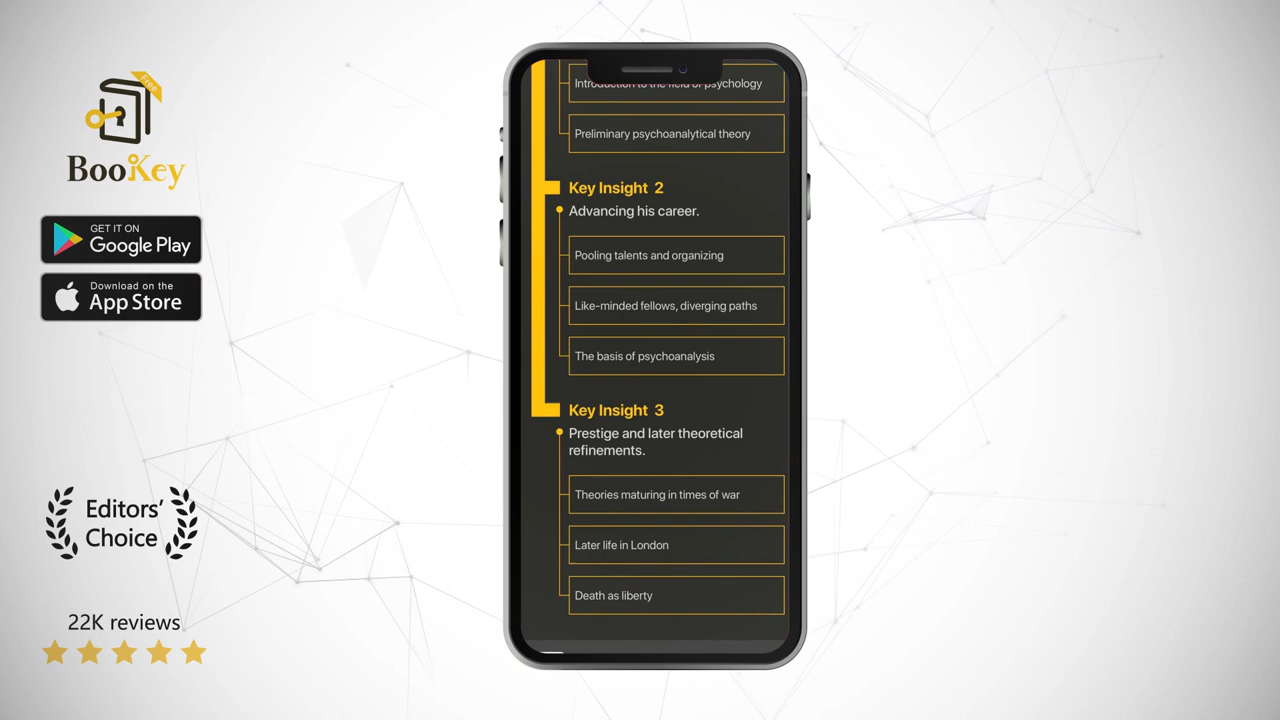 Free
BooKey
GET IT ON
Google Play
Download on the
App Store
Editors’
Choice
22K reviews
Introduction to the field of psychology
Preliminary psychoanalytical theory
Key Insight 2
Advancing his career.
Pooling talents and organizing
Like-minded fellows, diverging paths
The basis of psychoanalysis
Key Insight 3
Prestige and later theoretical
refinements.
Theories maturing in times of war
Later life in London
Death as liberty